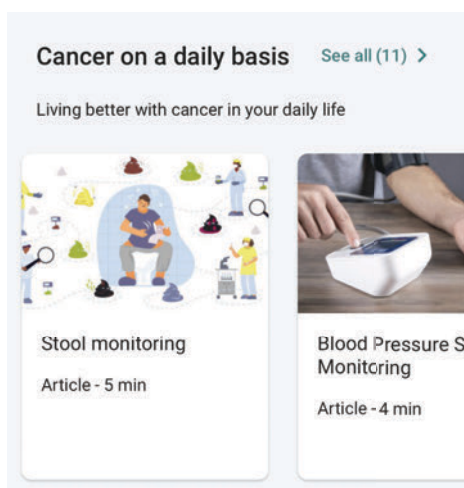 Cancer on a daily basis See all (11)
Living better with cancer in your daily life
Stool monitoring
Article - 5 min
Blood Pressure S
Monitoring
Article - 4 min